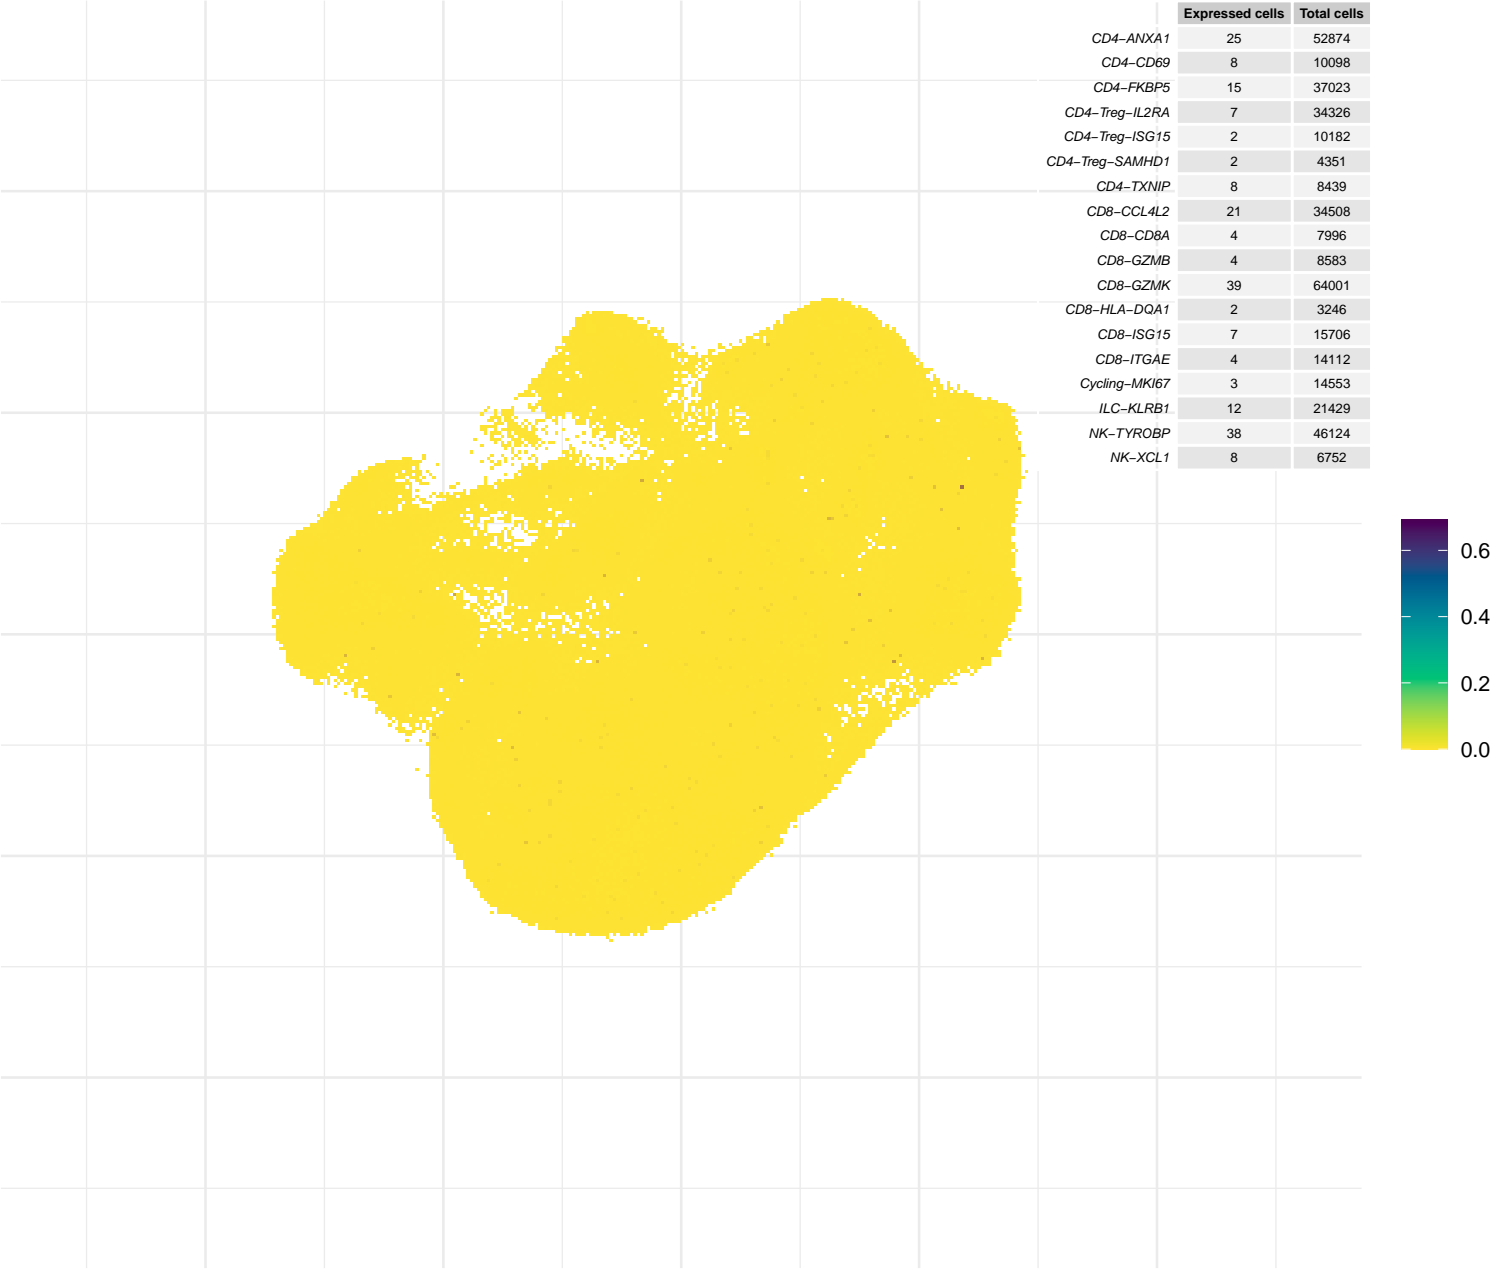 Expressed cells Total cells
CD4−ANXA1 25 52874
CD4−CD69 8 10098
CD4−FKBP5 15 37023
CD4−Treg−IL2RA 7 34326
CD4−Treg−ISG15 2 10182
CD4−Treg−SAMHD1 2 4351
CD4−TXNIP 8 8439
CD8−CCL4L2 21 34508
CD8−CD8A 4 7996
CD8−GZMB 4 8583
CD8−GZMK 39 64001
CD8−HLA−DQA1 2 3246
CD8−ISG15 7 15706
CD8−ITGAE 4 14112
Cycling−MKI67 3 14553
ILC−KLRB1 12 21429
NK−TYROBP 38 46124
NK−XCL1 8 6752
0.6
0.4
0.2
0.0